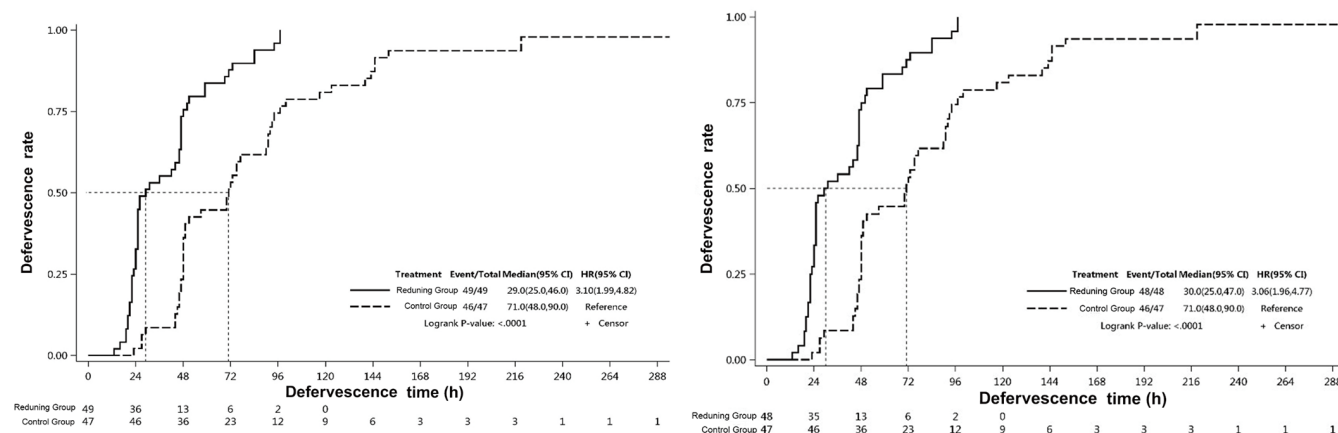 1.00
0.75
0.50
0.25
0.00
Defervescence rate
Treatment Event/Total Median(95% CI) HR(95% CI)
Reduning Group 49/49 29.0(25.0,46.0) 3.10(1.99,4.82)
Control Group 46/47 71.0(48.0,90.0) Reference
Logrank P-value: <.0001 + Censor
0 24 48 72 96 120 144 168 192 216 240 264 288
Defervescence time (h)
Reduning Group 49 36 13 6 2 0
Control Group 47 46 36 23 12 9 6 3 3 3 1 1 1
1.00
0.75
0.50
0.25
0.00
Defervescence rate
Treatment Event/Total Median(95% CI) HR(95% CI)
Reduning Group 48/48 30.0(25.0,47.0) 3.06(1.96,4.77)
Control Group 46/47 71.0(48.0,90.0) Reference
Logrank P-value: <.0001 + Censor
0 24 48 72 96 120 144 168 192 216 240 264 288
Defervescence time (h)
Reduning Group 48 35 13 6 2 0
Control Group 47 46 36 23 12 9 6 3 3 3 1 1 1